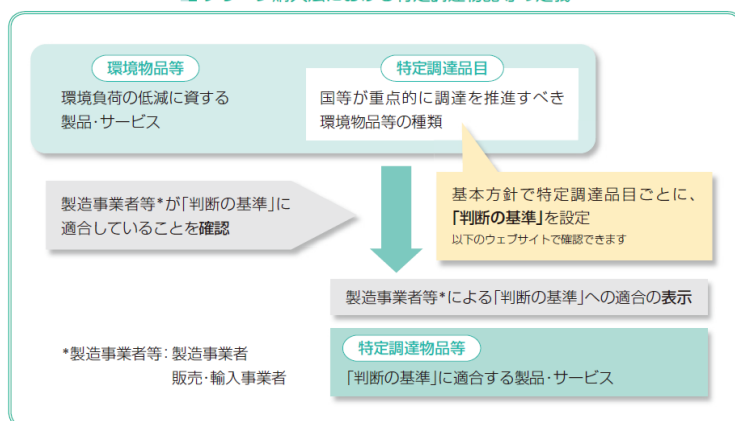 環境物品等
環境負荷の低減に資する
製品・サービス
特定調達品目
国等が重点的に調達を推進すべき
環境物品等の種類
製造事業者等*が「判断の基準」に
適合していることを確認
基本方針で特定調達品目ごとに、
「判断の基準」を設定
以下のウェブサイトで確認できます
製造事業者等*による「判断の基準」への適合の表示
*製造事業者等：製造事業者
販売・輸入事業者
特定調達物品等
「判断の基準」に適合する製品・サービス